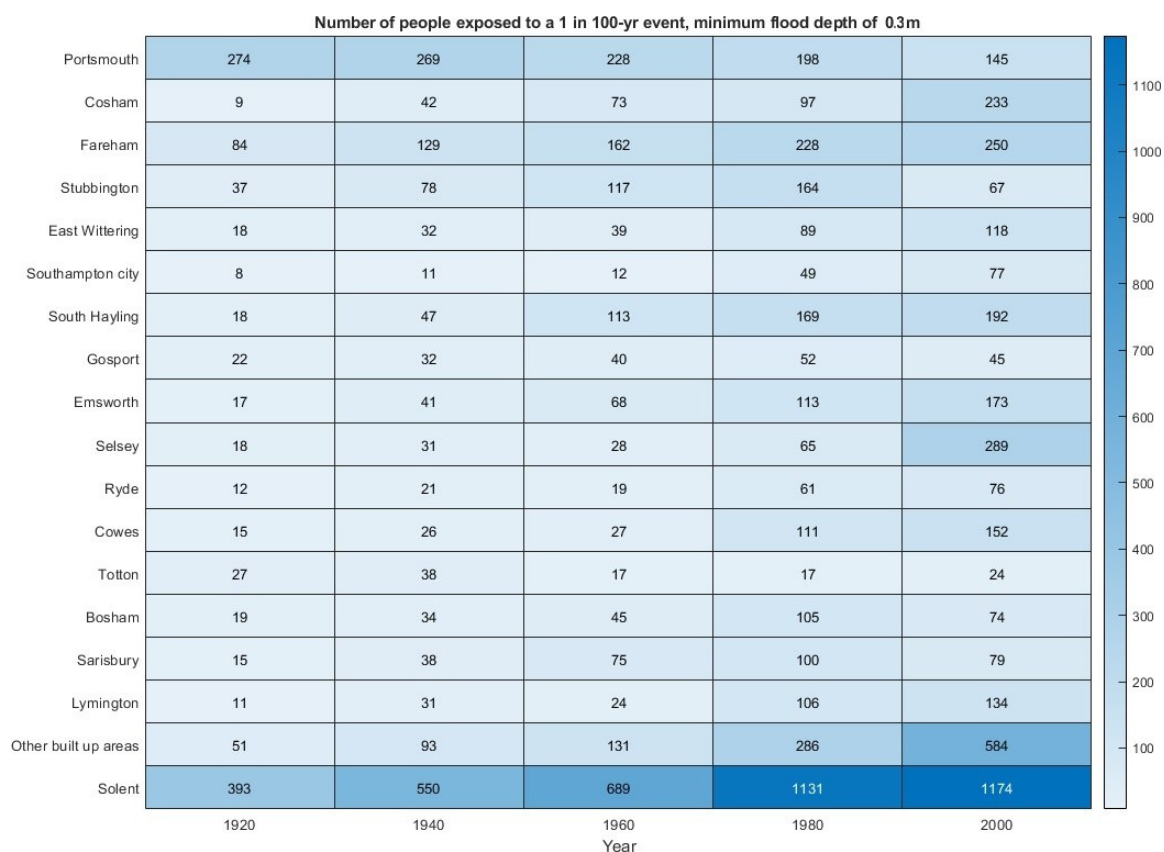 Number of people exposed to a 1 in 100-yr event, minimum flood depth of 0.3m
Portsmouth 274 269 228 198 145
Cosham 9 42 73 97 233
Fareham 84 129 162 228 250
Stubbington 37 78 117 164 67
East Wittering 18 32 39 89 118
Southampton city 8 11 12 49 77
South Hayling 18 47 113 169 192
Gosport 22 32 40 52 45
Emsworth 17 41 68 113 173
Selsey 18 31 28 65 289
Ryde 12 21 19 61 76
Cowes 15 26 27 111 152
Totton 27 38 17 17 24
Bosham 19 34 45 105 74
Sarisbury 15 38 75 100 79
Lymington 11 31 24 106 134
Other built up areas 51 93 131 286 584
Solent 393 550 689 1131 1174
1920 1940 1960 1980 2000
Year
1100
1000
900
800
700
600
500
400
300
200
100